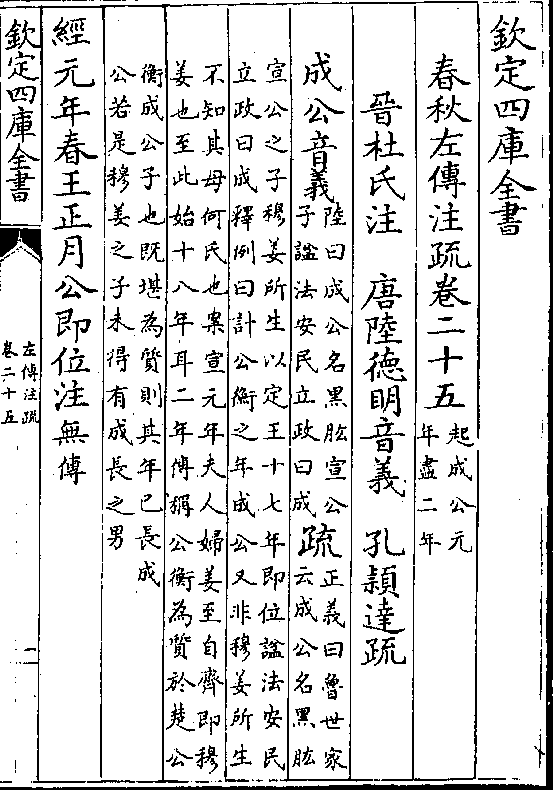 欽定四庫全書
春秋左傳注疏卷二十五
起成公元
年盡二年
晉杜氏注 唐陸德明音義 孔頴達疏
成公音義
陸曰成公名黑肱宣公
子諡法安民立政曰成
疏
正義曰魯世家
云成公名黑肱
宣公之子穆姜所生以定王十七年即位諡法安民
立政曰成釋例曰計公衡之年成公又非穆姜所生
不知其母何氏也案宣元年夫人婦姜至自齊即穆
姜也至此始十八年耳二年傳稱公衡為質於楚公
衡成公子也既堪為質則其年已長成
公若是穆姜之子未得有成長之男
經元年春王正月公即位注無傳
欽定四庫全書
左傳注疏
卷二十五
一